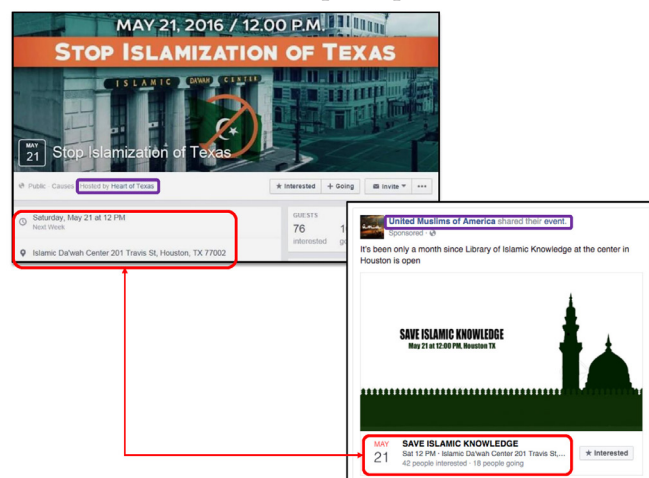 MAY 21, 2016 / 12.00 P.M.
STOP ISLAMIZATION OF TEXAS
ISLAMIC DA'WAH CENTER
MAY
21
Stop Islamization of Texas
Public · Causes Hosted by Heart of Texas
Interested
Going
Invite
Saturday, May 21 at 12 PM
Next Week
Islamic Da'wah Center 201 Travis St, Houston, TX 77002
GUESTS
76
interested
United Muslims of America shared their event.
Sponsored ·
It's been only a month since Library of Islamic Knowledge at the center in
Houston is open
SAVE ISLAMIC KNOWLEDGE
May 21 at 12:00 PM, Houston TX
MAY
21
SAVE ISLAMIC KNOWLEDGE
Sat 12 PM · Islamic Da'wah Center 201 Travis St,...
42 people interested · 18 people going
Interested